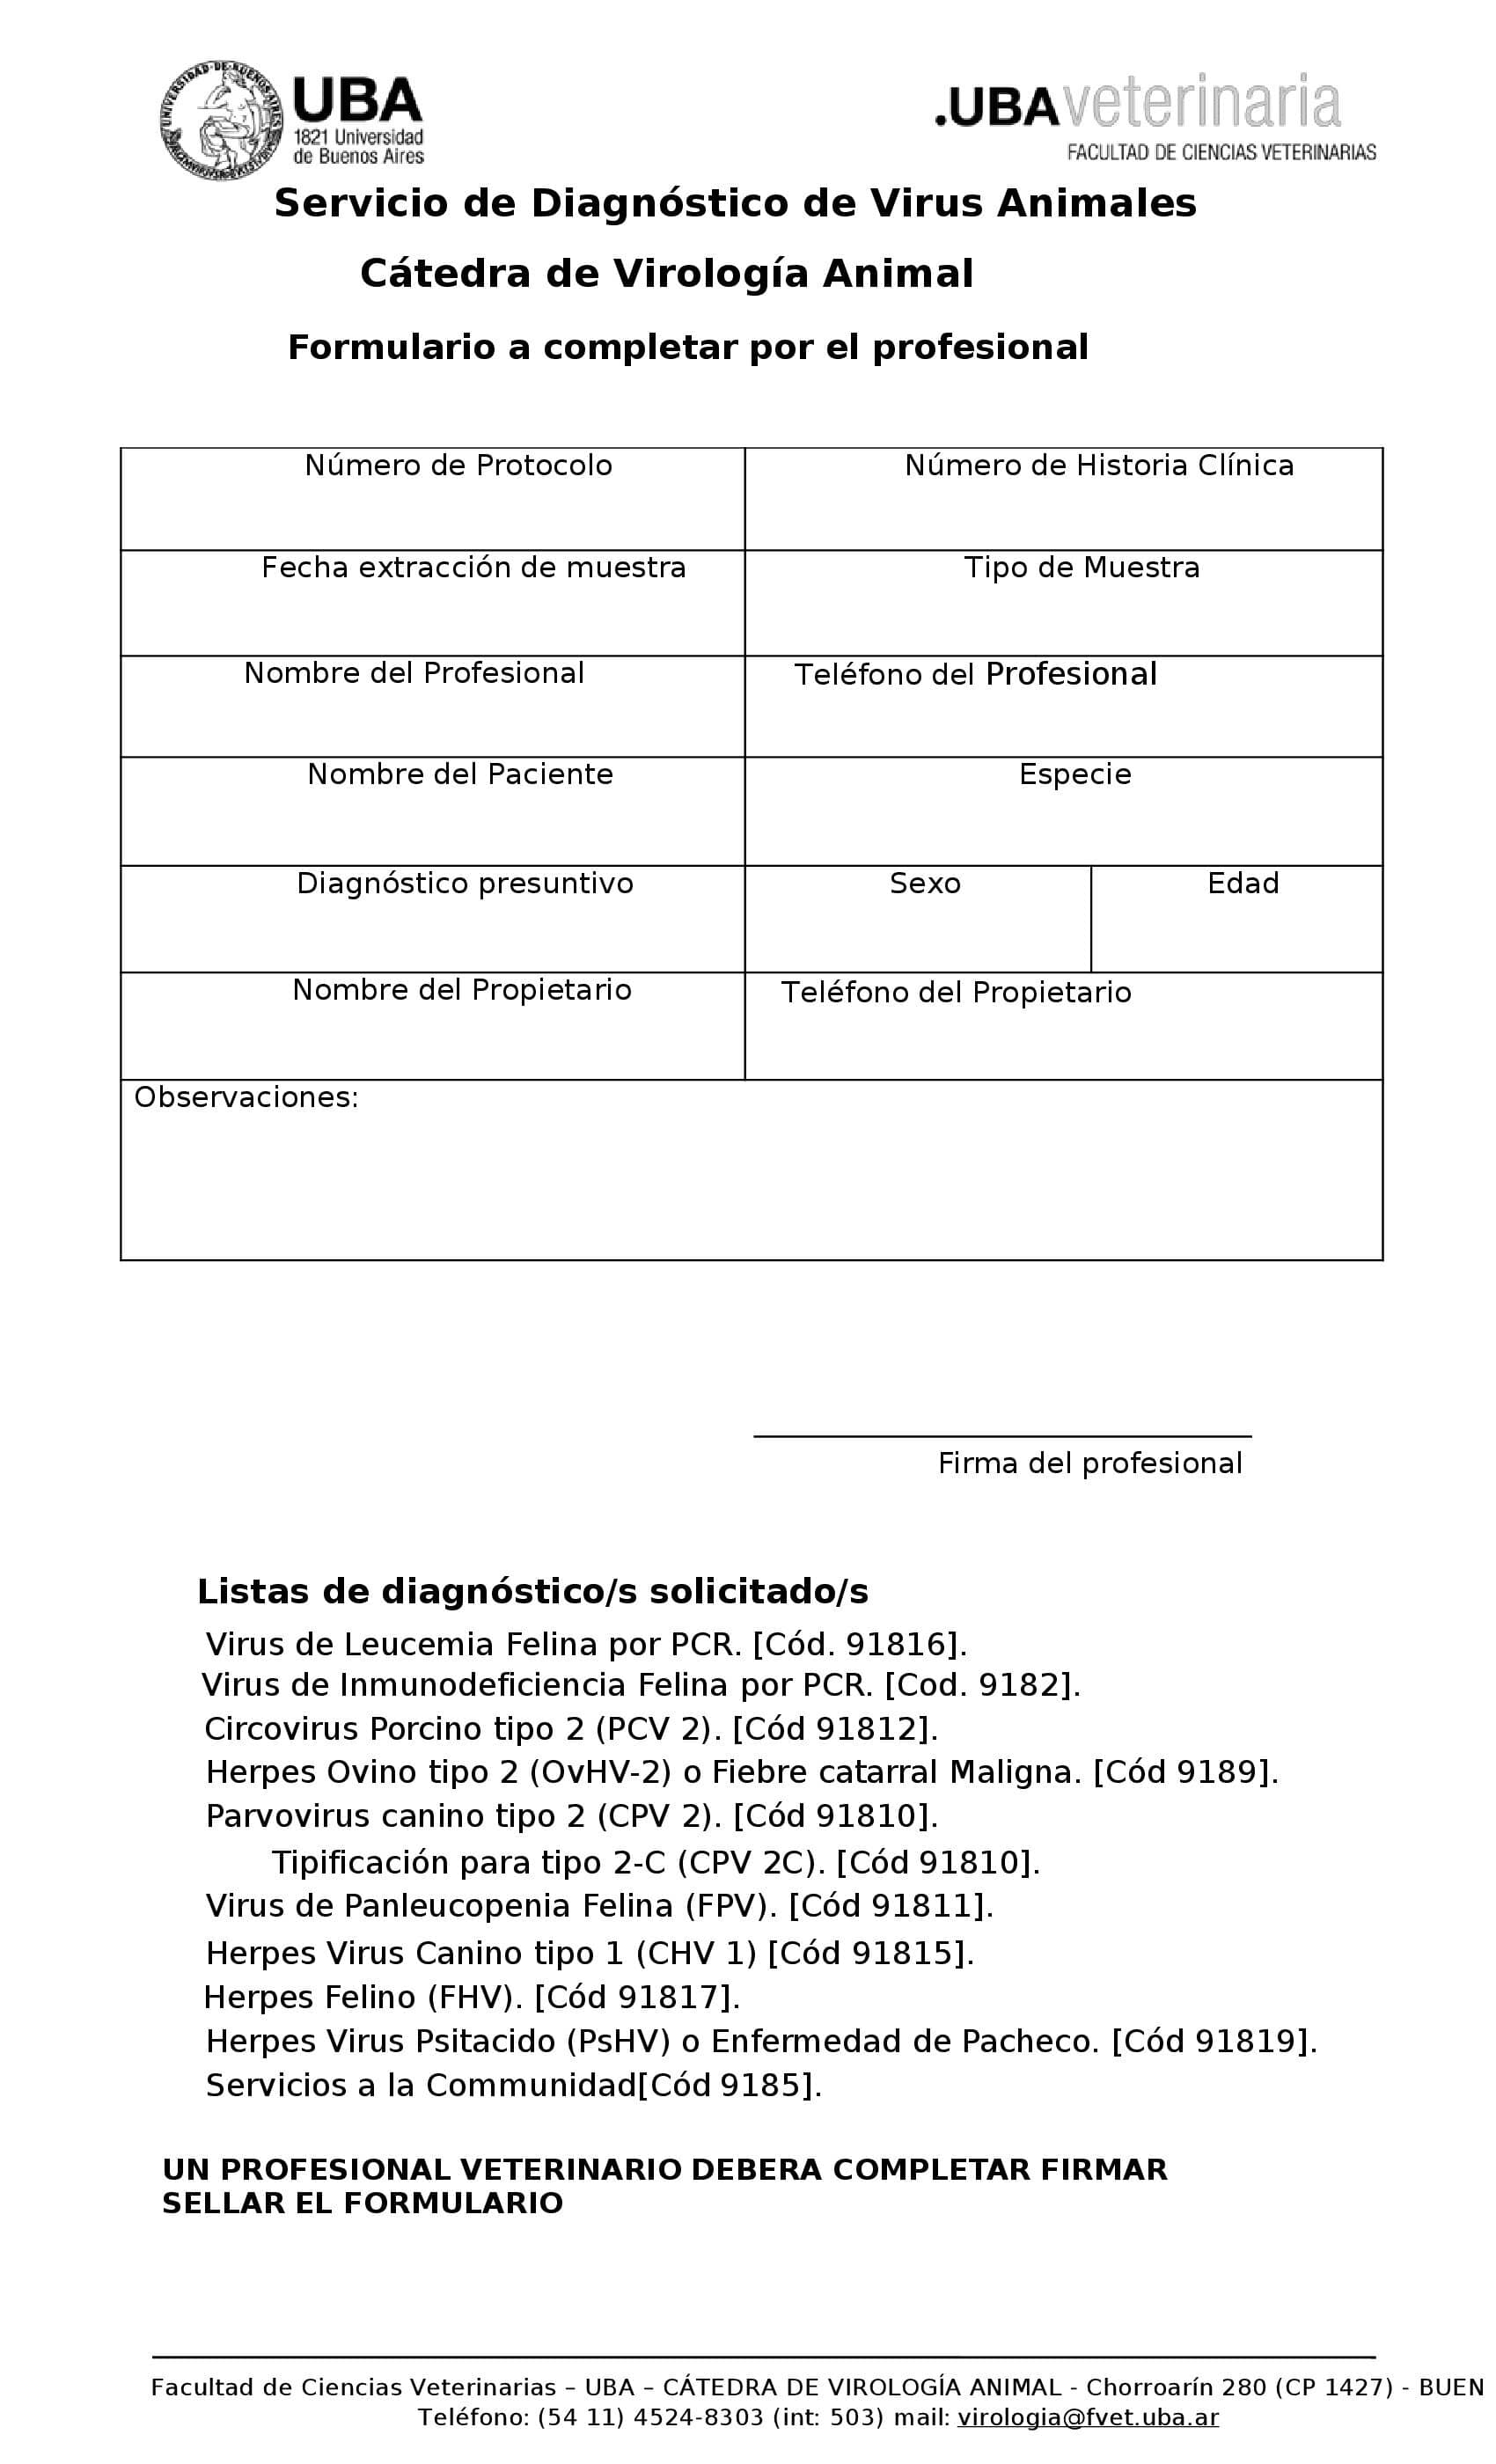 UBA
1821 Universidad
de Buenos Aires
.UBAveterinaria
FACULTAD DE CIENCIAS VETERINARIAS
Servicio de Diagnóstico de Virus Animales
Cátedra de Virología Animal
Formulario a completar por el profesional
Número de Protocolo Número de Historia Clínica
Fecha extracción de muestra Tipo de Muestra
Nombre del Profesional Teléfono del Profesional
Nombre del Paciente Especie
Diagnóstico presuntivo Sexo Edad
Nombre del Propietario Teléfono del Propietario
Observaciones:
Firma del profesional
Listas de diagnóstico/s solicitado/s
Virus de Leucemia Felina por PCR. [Cód. 91816].
Virus de Inmunodeficiencia Felina por PCR. [Cod. 9182].
Circovirus Porcino tipo 2 (PCV 2). [Cód 91812].
Herpes Ovino tipo 2 (OvHV-2) o Fiebre catarral Maligna. [Cód 9189].
Parvovirus canino tipo 2 (CPV 2). [Cód 91810].
Tipificación para tipo 2-C (CPV 2C). [Cód 91810].
Virus de Panleucopenia Felina (FPV). [Cód 91811].
Herpes Virus Canino tipo 1 (CHV 1) [Cód 91815].
Herpes Felino (FHV). [Cód 91817].
Herpes Virus Psitacido (PsHV) o Enfermedad de Pacheco. [Cód 91819].
Servicios a la Communidad[Cód 9185].
UN PROFESIONAL VETERINARIO DEBERA COMPLETAR FIRMAR
SELLAR EL FORMULARIO
Facultad de Ciencias Veterinarias – UBA – CÁTEDRA DE VIROLOGÍA ANIMAL - Chorroarín 280 (CP 1427) - BUEN
Teléfono: (54 11) 4524-8303 (int: 503) mail: virologia@fvet.uba.ar